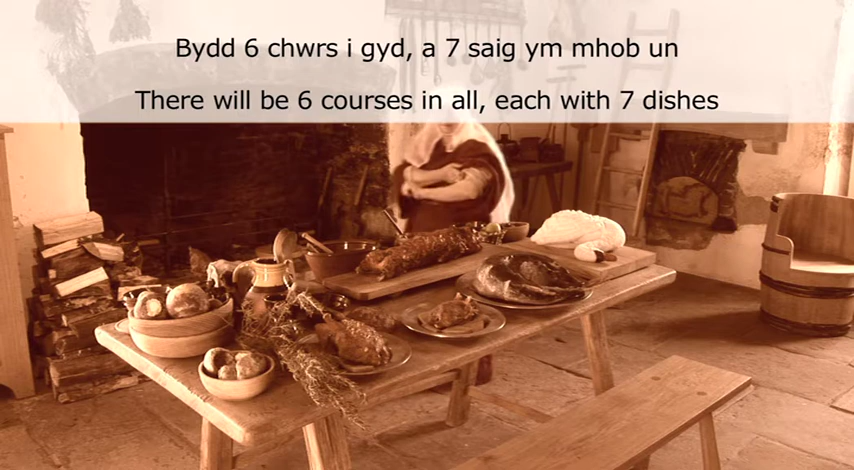 Bydd 6 chwrs i gyd, a 7 saig ym mhob un
There will be 6 courses in all, each with 7 dishes